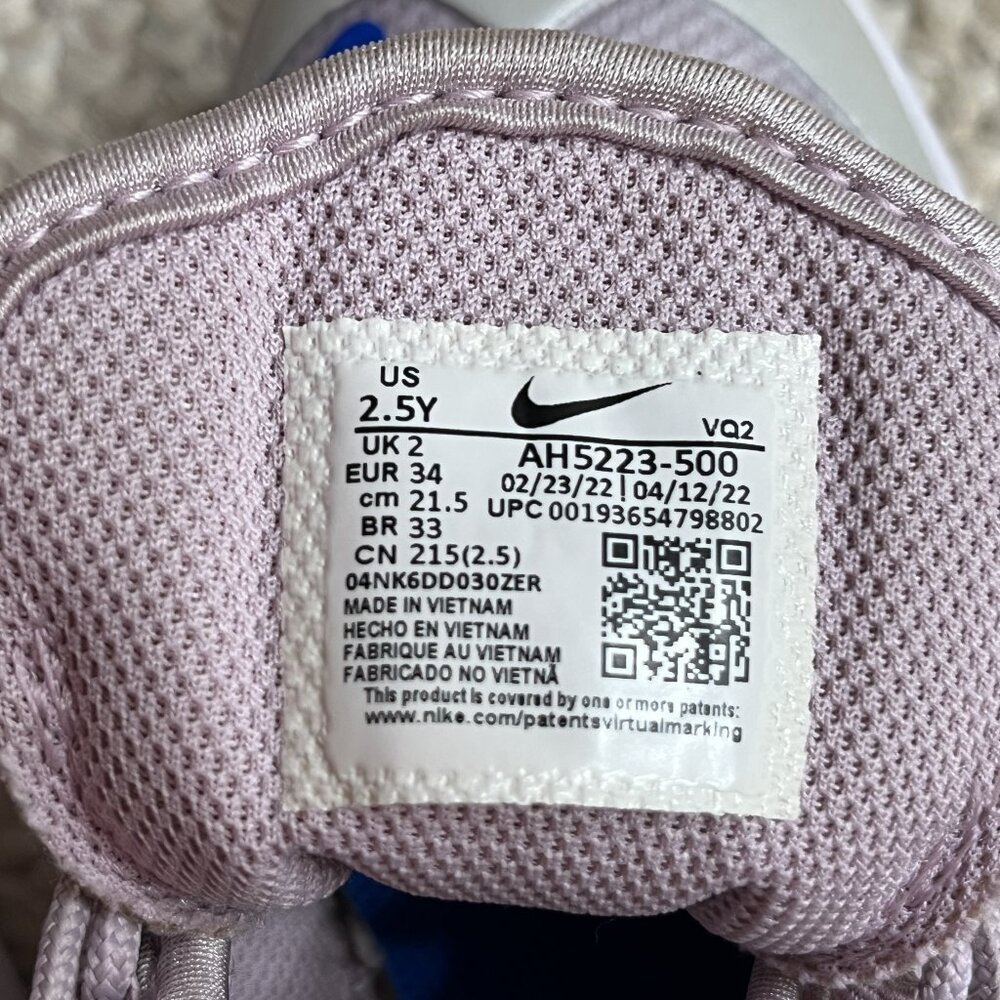 US
2.5Y
VQ2
UK 2
AH5223-500
EUR 34
02/23/22 | 04/12/22
cm 21.5
UPC 00193654798802
BR 33
CN 215(2.5)
04NK6DD030ZER
MADE IN VIETNAM
HECHO EN VIETNAM
FABRIQUE AU VIETNAM
FABRICADO NO VIETNÃ
This product is covered by one or more patents:
www.nike.com/patentsvirtualmarking